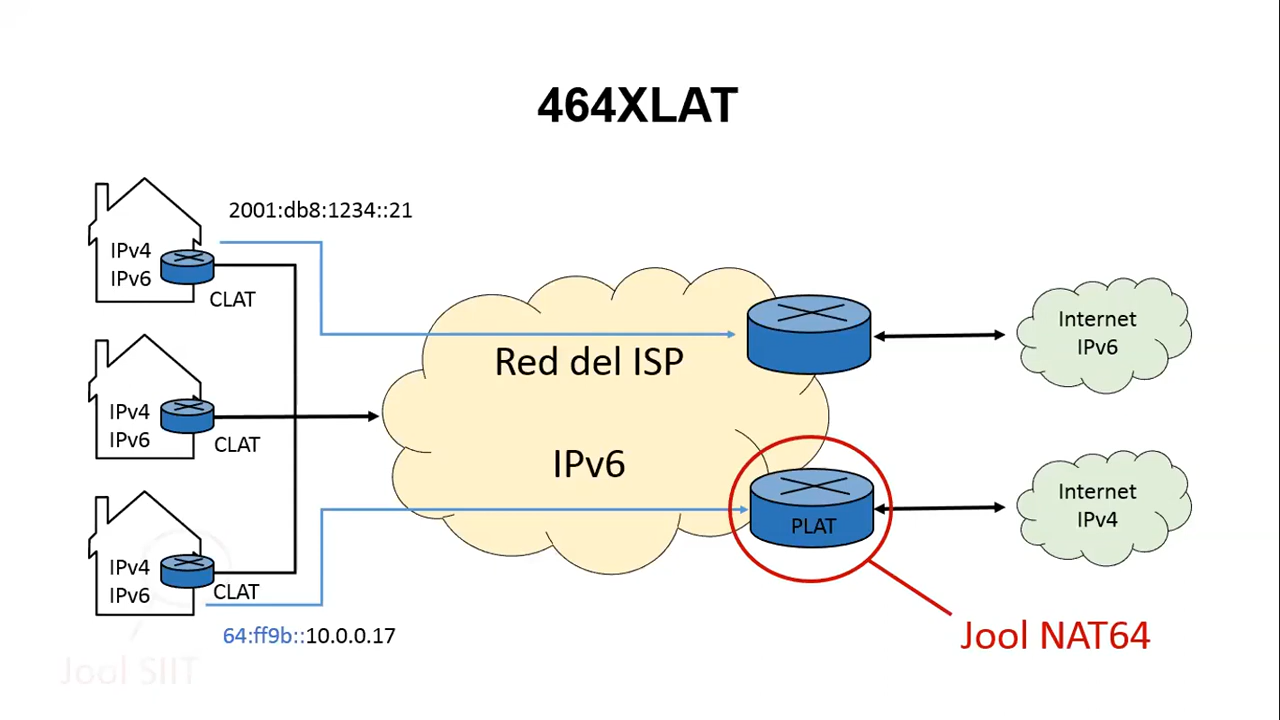 464XLAT
2001:db8:1234::21
IPv4
IPv6
CLAT
IPv4
IPv6
CLAT
IPv4
IPv6
CLAT
64:ff9b::10.0.0.17
Jool SIIT
Red del ISP
IPv6
PLAT
Internet
IPv6
Internet
IPv4
Jool NAT64